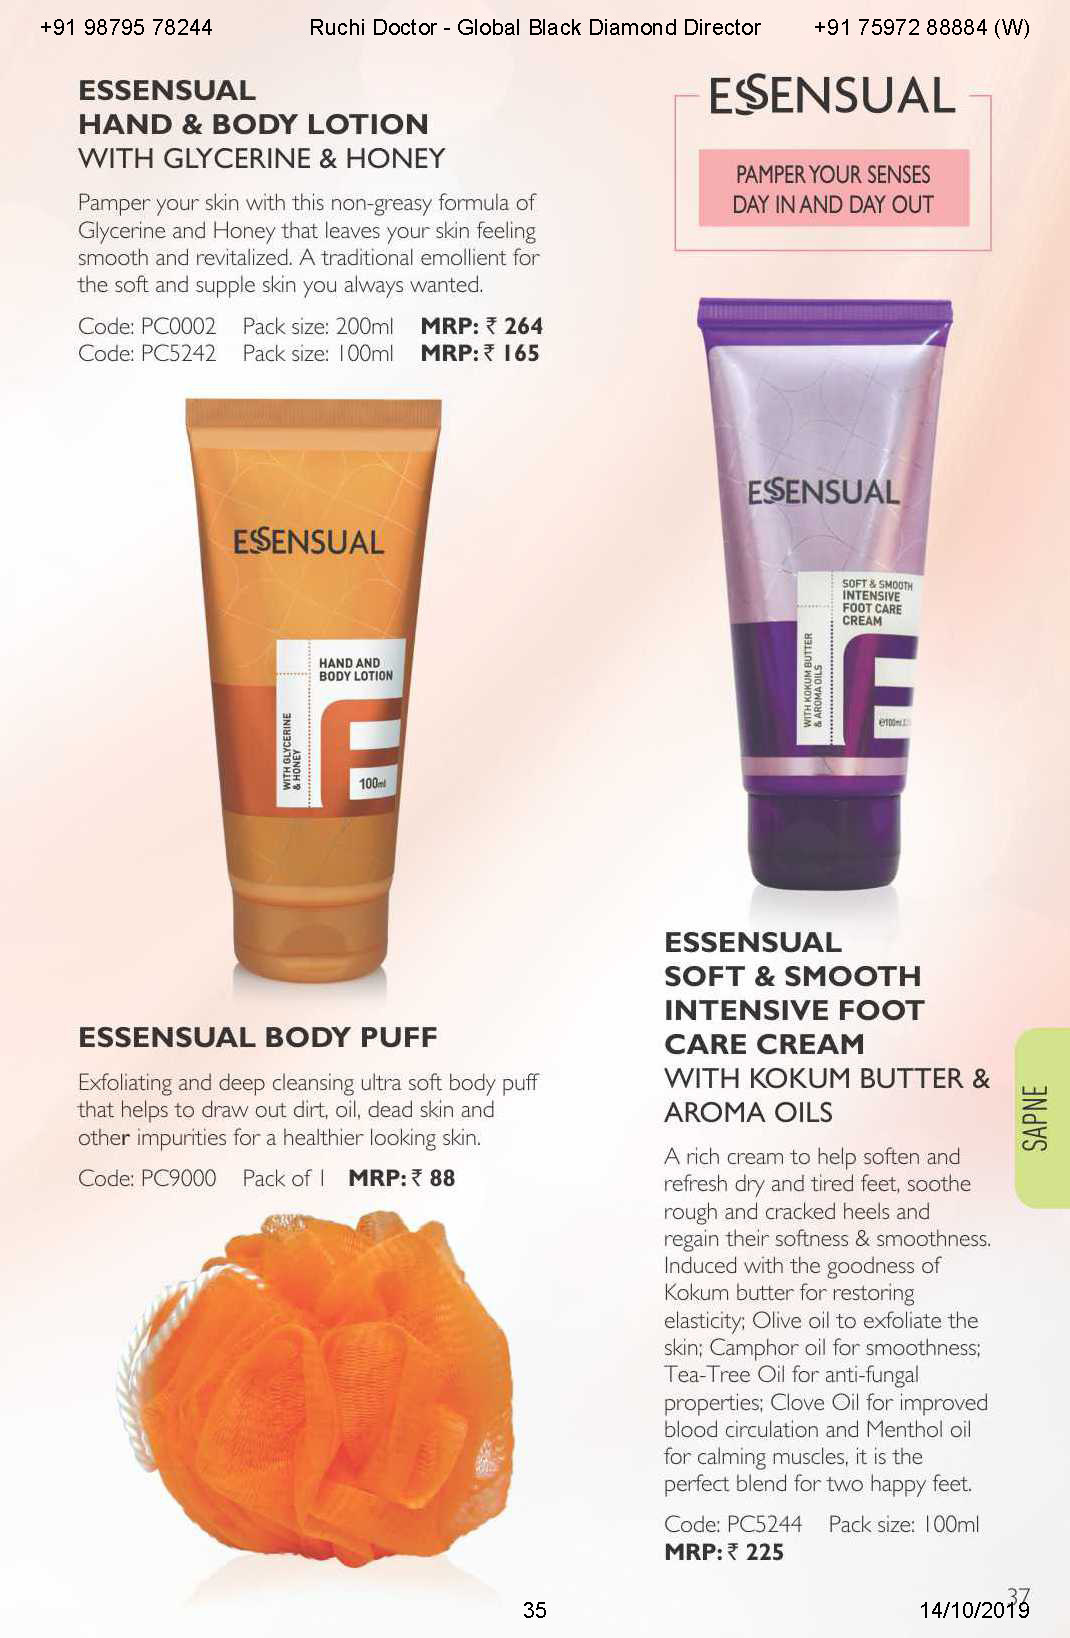 +91 98795 78244 Ruchi Doctor - Global Black Diamond Director +91 75972 88884 (W)
ESSENSUAL
HAND & BODY LOTION
WITH GLYCERINE & HONEY
Pamper your skin with this non-greasy formula of
Glycerine and Honey that leaves your skin feeling
smooth and revitalized. A traditional emollient for
the soft and supple skin you always wanted.
Code: PC0002 Pack size: 200ml MRP: ₹ 264
Code: PC5242 Pack size: 100ml MRP: ₹ 165
ESSENSUAL
HAND AND
BODY LOTION
WITH GLYCERINE
& HONEY
100ml
ESSENSUAL BODY PUFF
Exfoliating and deep cleansing ultra soft body puff
that helps to draw out dirt, oil, dead skin and
other impurities for a healthier looking skin.
Code: PC9000 Pack of 1 MRP: ₹ 88
ESSENSUAL
PAMPER YOUR SENSES
DAY IN AND DAY OUT
ESSENSUAL
SOFT & SMOOTH
INTENSIVE
FOOT CARE
CREAM
WITH KOKUM BUTTER
& AROMA OILS
e100ml
ESSENSUAL
SOFT & SMOOTH
INTENSIVE FOOT
CARE CREAM
WITH KOKUM BUTTER &
AROMA OILS
A rich cream to help soften and
refresh dry and tired feet, soothe
rough and cracked heels and
regain their softness & smoothness.
Induced with the goodness of
Kokum butter for restoring
elasticity; Olive oil to exfoliate the
skin; Camphor oil for smoothness;
Tea-Tree Oil for anti-fungal
properties; Clove Oil for improved
blood circulation and Menthol oil
for calming muscles, it is the
perfect blend for two happy feet.
Code: PC5244 Pack size: 100ml
MRP: ₹ 225
SAPNE
37
35 14/10/2019